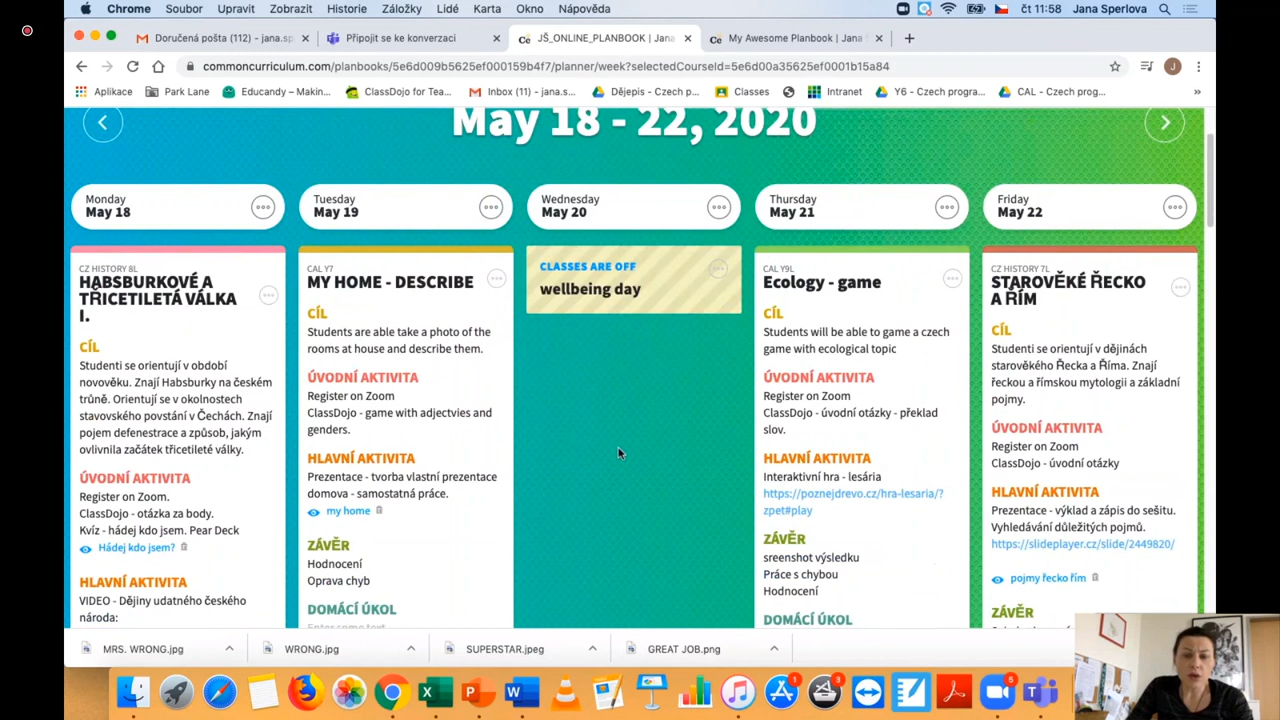 Chrome Soubor Upravit Zobrazit Historie Záložky Lidé Karta Okno Nápověda čt 11:58 Jana Sperlova
Doručená pošta (132) - jana.sp Připojit se ke konverzaci JŠ_ONLINE_PLANBOOK | Jana My Awesome Planbook | Jana
commoncurriculum.com/planbooks/5e6d009b5625ef000159b4f7/planner/week?selectedCourseId=5e6d00a35625ef0001b15a84 J
Aplikace Park Lane Educandy – Makin... ClassDojo for Tea... Inbox (11) - jana.s... Dějepis - Czech p... Classes Intranet Y6 - Czech progra... CAL - Czech prog... »
May 18 - 22, 2020
Monday
May 18
Tuesday
May 19
Wednesday
May 20
Thursday
May 21
Friday
May 22
CZ HISTORY 8L
HABSBURKOVÉ A
TŘICETILETÁ VÁLKA
I.
CÍL
Studenti se orientují v období
novověku. Znají Habsburky na českém
trůně. Orientují se v okolnostech
stavovského povstání v Čechách. Znají
pojem defenestrace a způsob, jakým
ovlivnila začátek třicetileté války.
ÚVODNÍ AKTIVITA
Register on Zoom.
ClassDojo - otázka za body.
Kvíz - hádej kdo jsem. Pear Deck
Hádej kdo jsem?
HLAVNÍ AKTIVITA
VIDEO - Dějiny udatného českého
národa:
CAL Y7
MY HOME - DESCRIBE
CÍL
Students are able take a photo of the
rooms at house and describe them.
ÚVODNÍ AKTIVITA
Register on Zoom
ClassDojo - game with adjectvies and
genders.
HLAVNÍ AKTIVITA
Prezentace - tvorba vlastní prezentace
domova - samostatná práce.
my home
ZÁVĚR
Hodnocení
Oprava chyb
DOMÁCÍ ÚKOL
Enter some text
CLASSES ARE OFF
wellbeing day
CAL Y9L
Ecology - game
CÍL
Students will be able to game a czech
game with ecological topic
ÚVODNÍ AKTIVITA
Register on Zoom
ClassDojo - úvodní otázky - překlad
slov.
HLAVNÍ AKTIVITA
Interaktivní hra - lesária
https://poznejdrevo.cz/hra-lesaria/?
zpet#play
ZÁVĚR
sreenshot výsledku
Práce s chybou
Hodnocení
DOMÁCÍ ÚKOL
CZ HISTORY 7L
STAROVĚKÉ ŘECKO
A ŘÍM
CÍL
Studenti se orientují v dějinách
starověkého Řecka a Říma. Znají
řeckou a římskou mytologii a základní
pojmy.
ÚVODNÍ AKTIVITA
Register on Zoom
ClassDojo - úvodní otázky
HLAVNÍ AKTIVITA
Prezentace - výklad a zápis do sešitu.
Vyhledávání důležitých pojmů.
https://slideplayer.cz/slide/2449820/
pojmy řecko řím
ZÁVĚR
MRS. WRONG.jpg WRONG.jpg SUPERSTAR.jpeg GREAT JOB.png
1 3 5